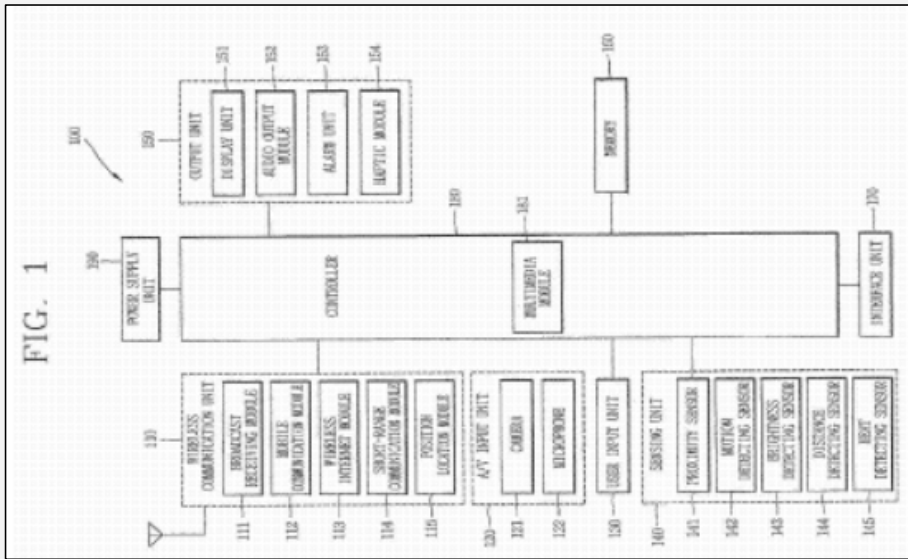 FIG. 1
100
190
POWER SUPPLY
UNIT
110
WIRELESS
COMMUNICATION UNIT
111
BROADCAST
RECEIVING MODULE
112
MOBILE
COMMUNICATION MODULE
113
WIRELESS
INTERNET MODULE
114
SHORT-RANGE
COMMUNICATION MODULE
115
POSITION
LOCATION MODULE
120
A/V INPUT UNIT
121
CAMERA
122
MICROPHONE
130
USER INPUT UNIT
140
SENSING UNIT
141
PROXIMITY SENSOR
142
MOTION
DETECTING SENSOR
143
BRIGHTNESS
DETECTING SENSOR
144
DISTANCE
DETECTING SENSOR
145
HEAT
DETECTING SENSOR
180
CONTROLLER
181
MULTIMEDIA
MODULE
150
OUTPUT UNIT
151
DISPLAY UNIT
152
AUDIO OUTPUT
MODULE
153
ALARM UNIT
154
HAPTIC MODULE
160
MEMORY
170
INTERFACE UNIT